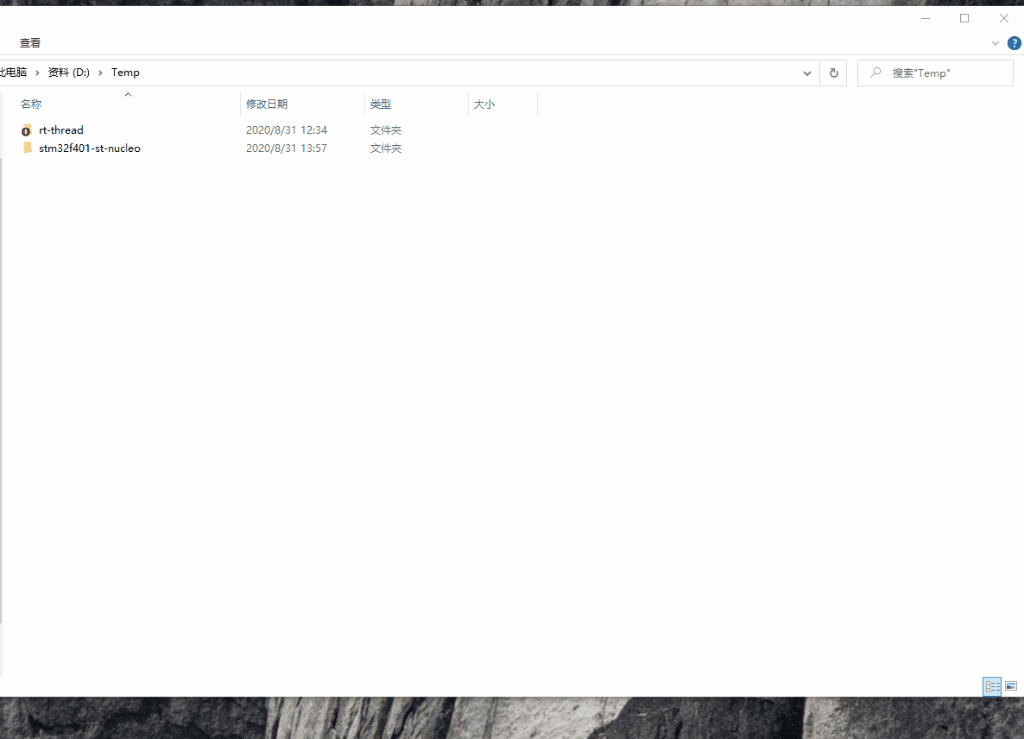 查看
此电脑 › 资料 (D:) › Temp
搜索"Temp"
名称 修改日期 类型 大小
rt-thread 2020/8/31 12:34 文件夹
stm32f401-st-nucleo 2020/8/31 13:57 文件夹